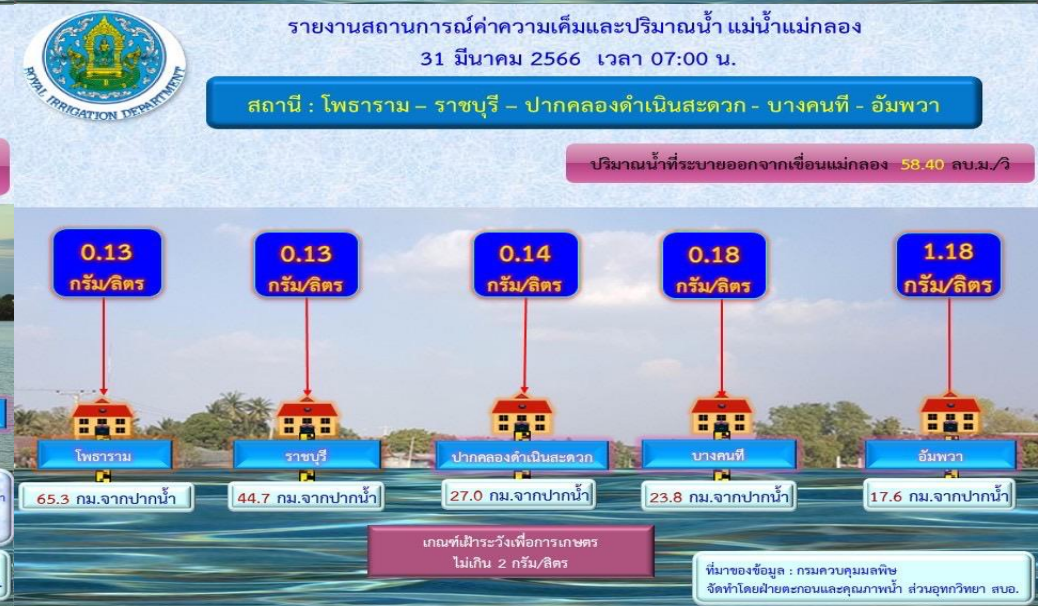 รายงานสถานการณ์ค่าความเค็มและปริมาณน้ำ แม่น้ำแม่กลอง
31 มีนาคม 2566 เวลา 07:00 น.
ROYAL IRRIGATION DEPARTMENT
สถานี : โพธาราม – ราชบุรี – ปากคลองดำเนินสะดวก - บางคนที - อัมพวา
ปริมาณน้ำที่ระบายออกจากเขื่อนแม่กลอง 58.40 ลบ.ม./วิ
0.13 0.13 0.14 0.18 1.18
กรัม/ลิตร กรัม/ลิตร กรัม/ลิตร กรัม/ลิตร กรัม/ลิตร
โพธาราม ราชบุรี ปากคลองดำเนินสะดวก บางคนที อัมพวา
65.3 กม.จากปากน้ำ 44.7 กม.จากปากน้ำ 27.0 กม.จากปากน้ำ 23.8 กม.จากปากน้ำ 17.6 กม.จากปากน้ำ
เกณฑ์เฝ้าระวังเพื่อการเกษตร
ไม่เกิน 2 กรัม/ลิตร
ที่มาของข้อมูล : กรมควบคุมมลพิษ
จัดทำโดยฝ่ายตะกอนและคุณภาพน้ำ ส่วนอุทกวิทยา สบอ.